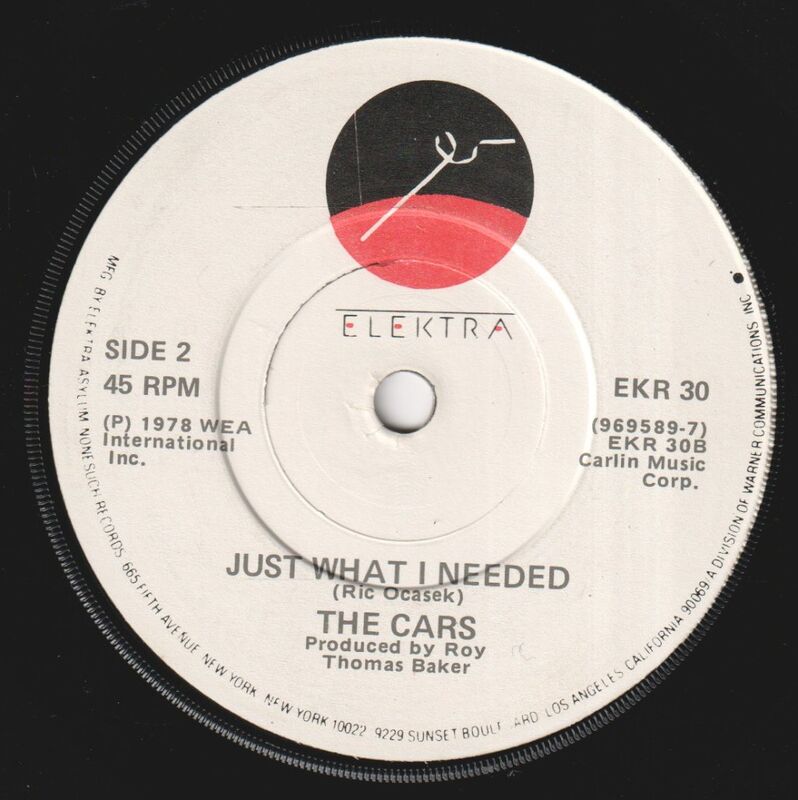 ELEKTRA
SIDE 2
45 RPM
(P) 1978 WEA
International
Inc.
EKR 30
(969589-7)
EKR 30B
Carlin Music
Corp.
JUST WHAT I NEEDED
(Ric Ocasek)
THE CARS
Produced by Roy
Thomas Baker
MFG BY ELEKTRA ASYLUM NONESUCH RECORDS 665 FIFTH AVENUE NEW YORK NEW YORK 10022 9229 SUNSET BOULEVARD LOS ANGELES CALIFORNIA 90069 A DIVISION OF WARNER COMMUNICATIONS INC